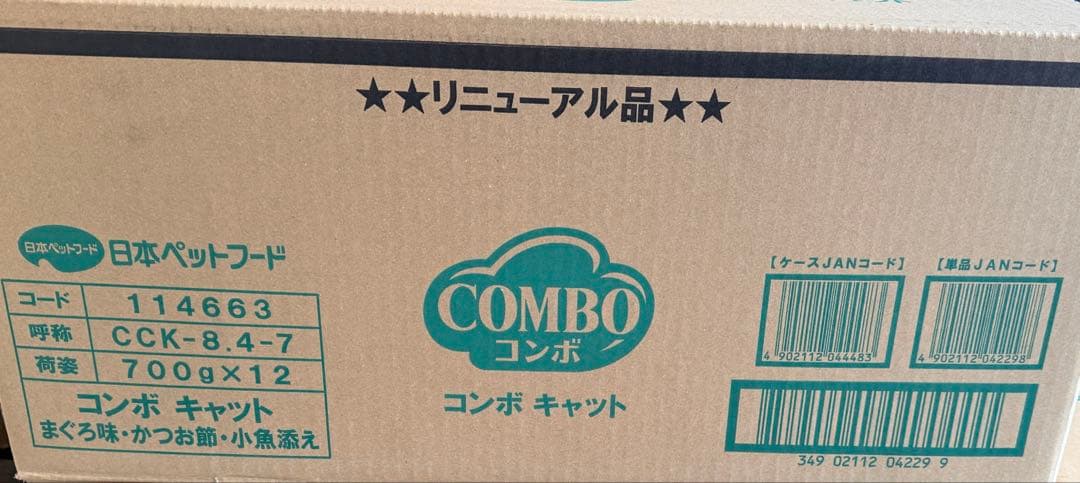 ★★リニューアル品★★
日本ペットフード 日本ペットフード
コード 114663
呼称 CCK-8.4-7
荷姿 700g×12
コンボ キャット
まぐろ味・かつお節・小魚添え
COMBO
コンボ
コンボ キャット
【ケースJANコード】 【単品JANコード】
4 902112 044483 4 902112 042298
349 02112 04229 9